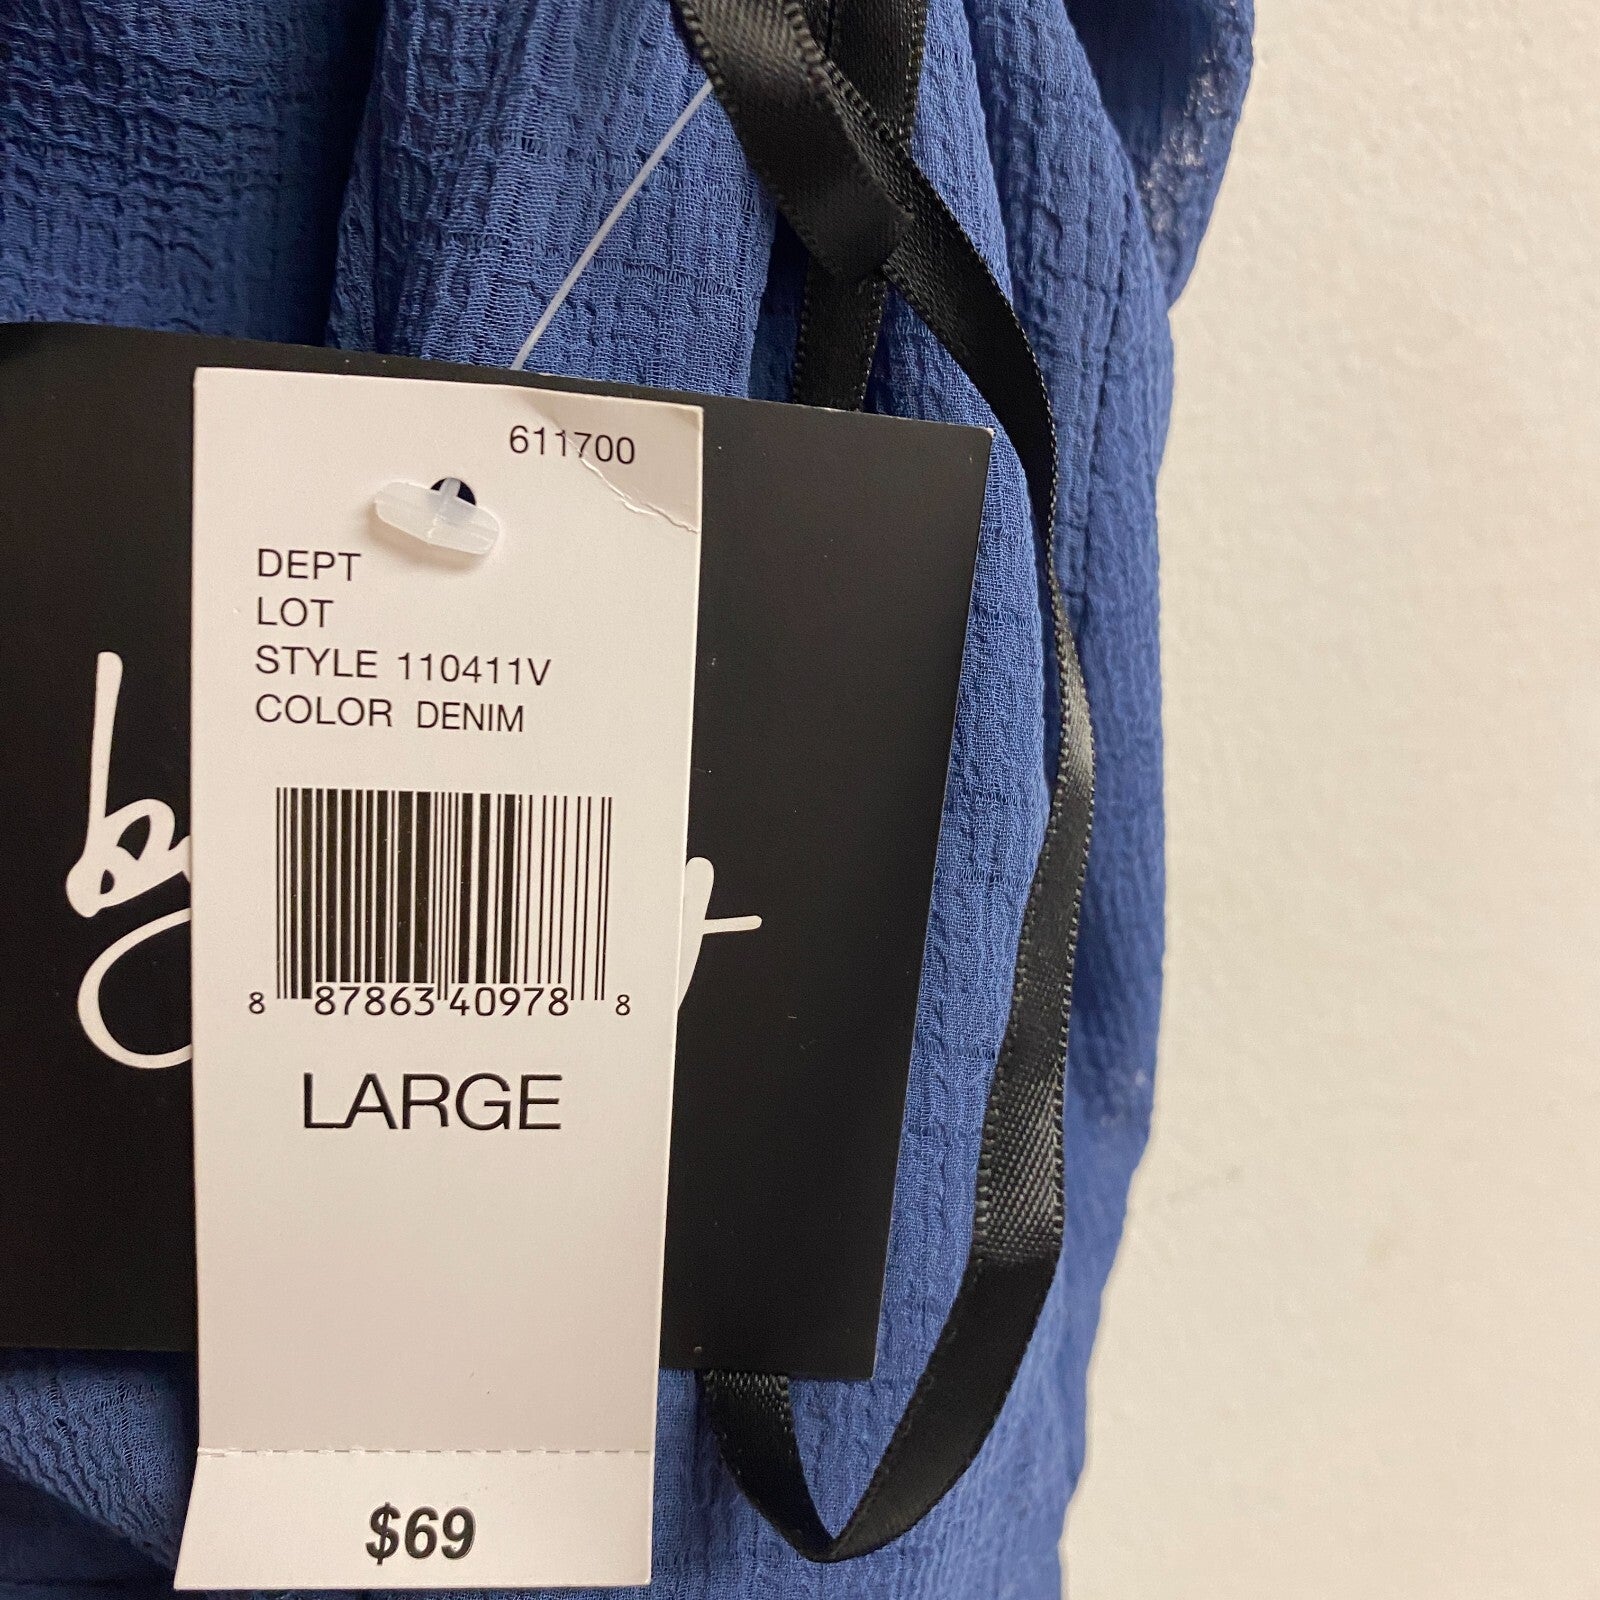 611700
DEPT
LOT
STYLE 110411V
COLOR DENIM
8 87863 40978 8
LARGE
$69